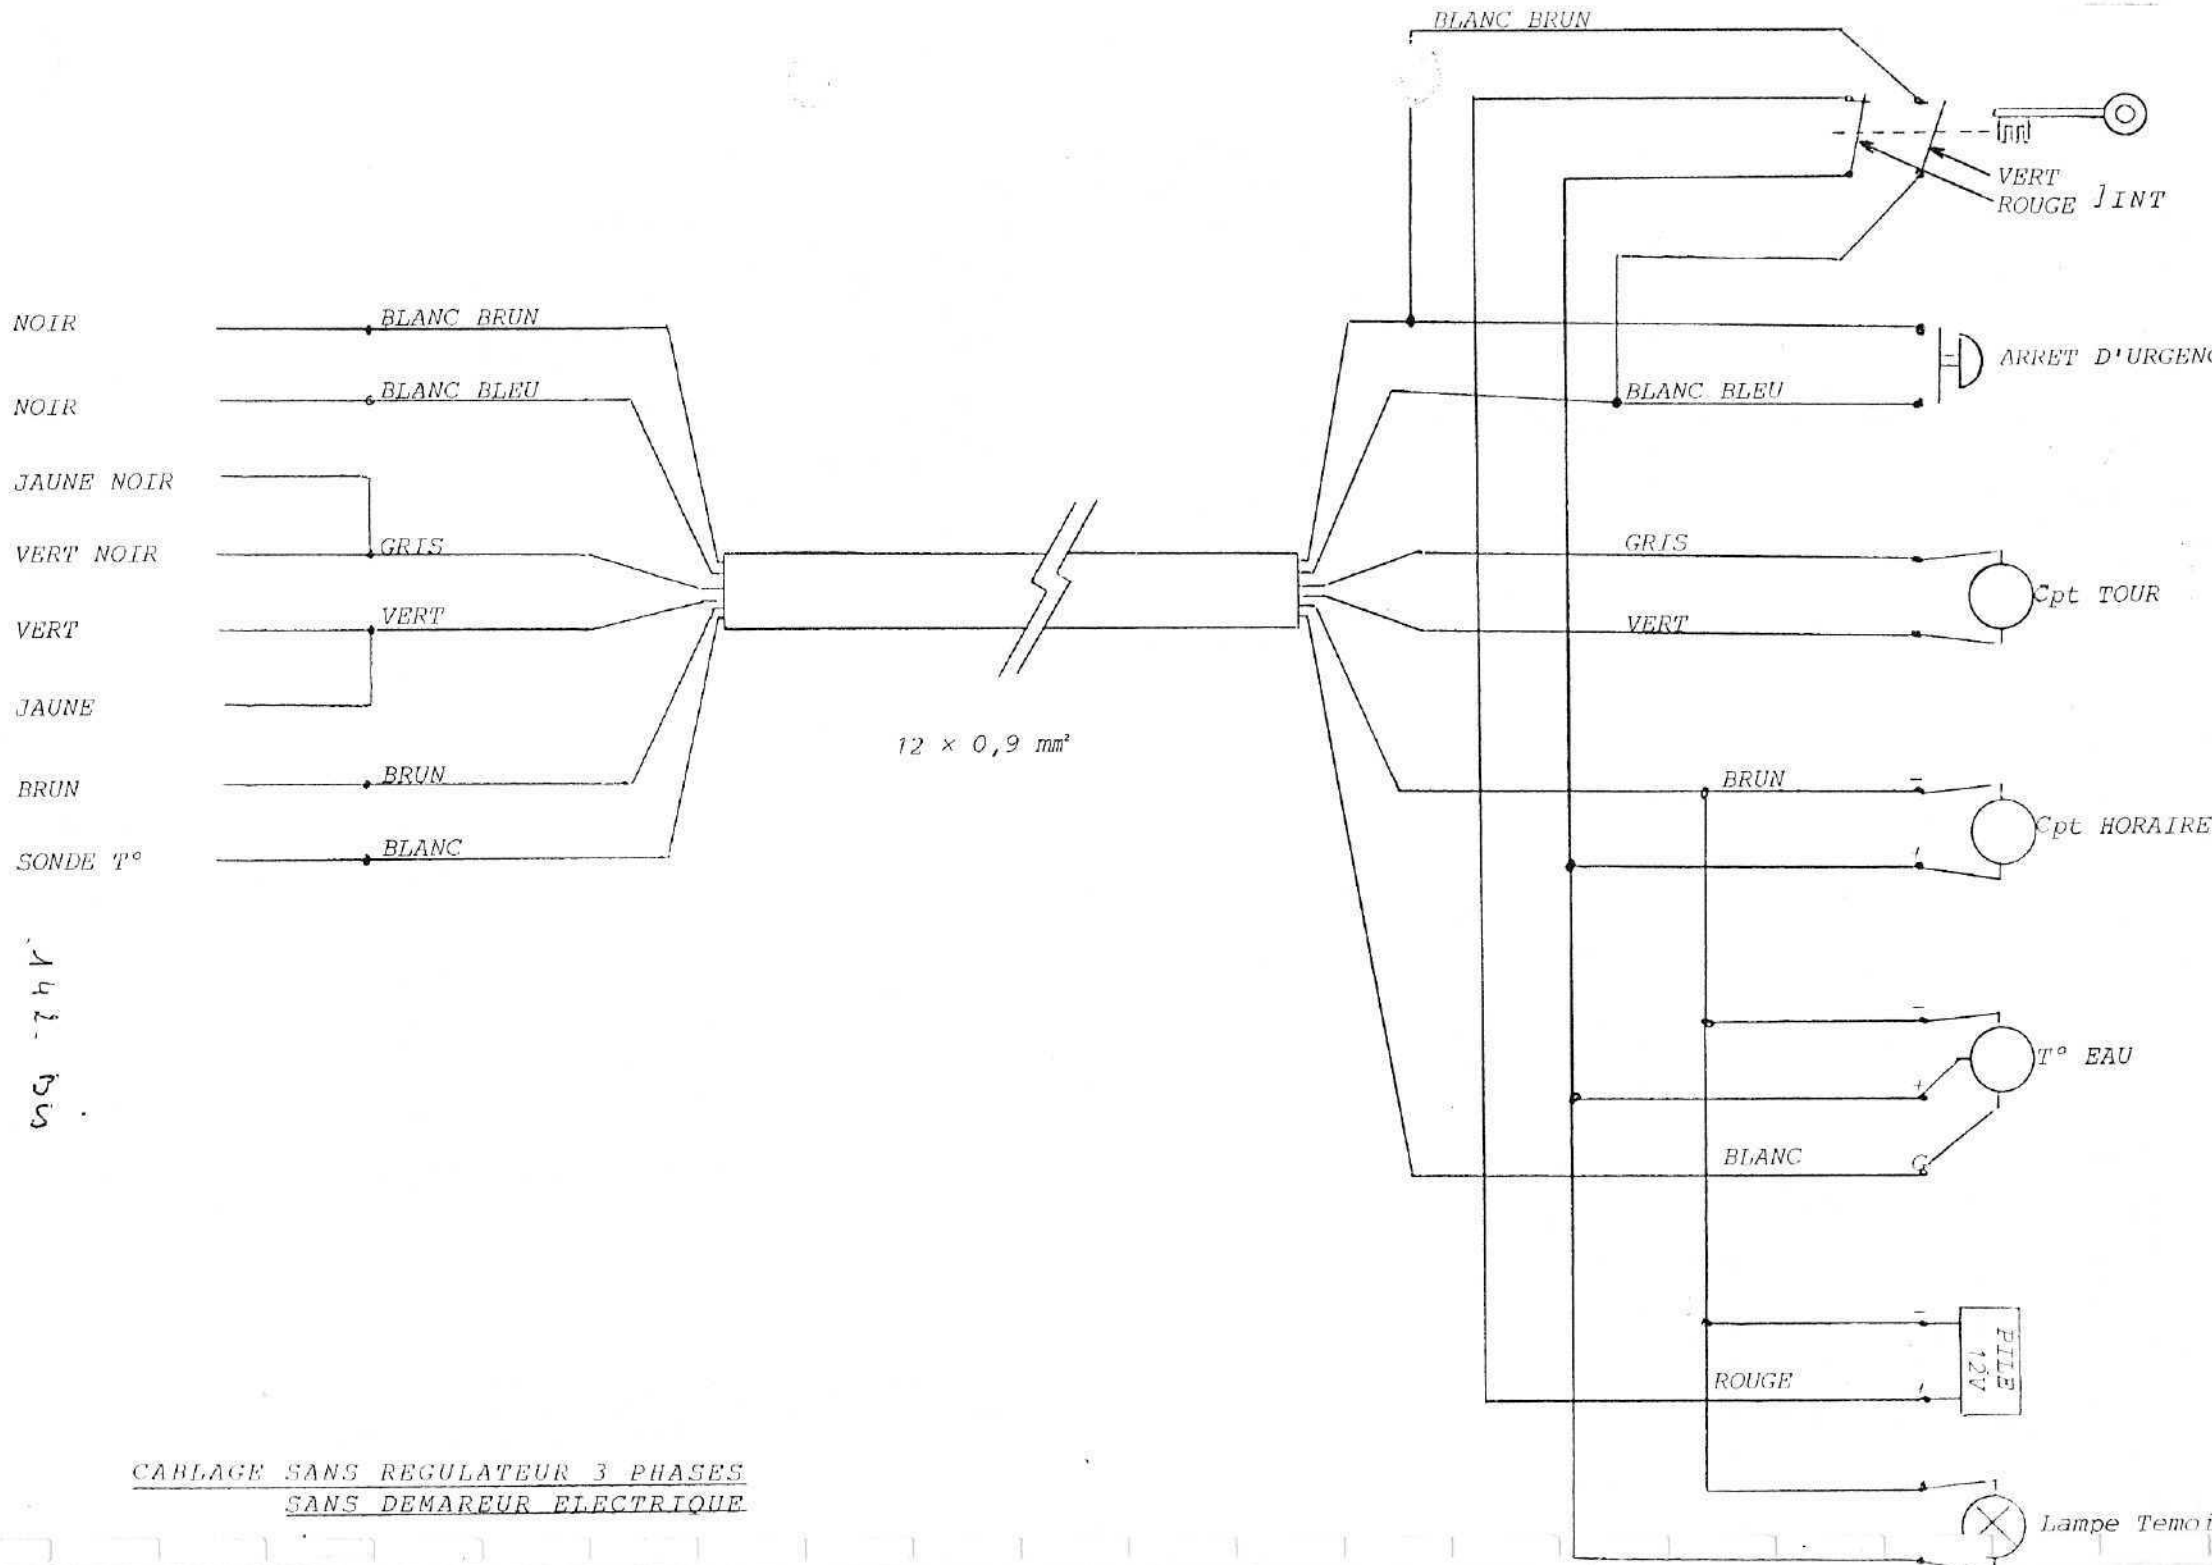 BLANC BRUN
VERT
ROUGE ]INT
NOIR
BLANC BRUN
ARRET D'URGENC
NOIR
BLANC BLEU
BLANC BLEU
JAUNE NOIR
VERT NOIR
GRIS
GRIS
Cpt TOUR
VERT
VERT
VERT
JAUNE
12 × 0,9 mm²
BRUN
BRUN
BRUN
-
Cpt HORAIRE
SONDE T°
BLANC
-
T° EAU
+
BLANC
G
-
PILE
12V
ROUGE
CABLAGE SANS REGULATEUR 3 PHASES
SANS DEMAREUR ELECTRIQUE
Lampe Temoi